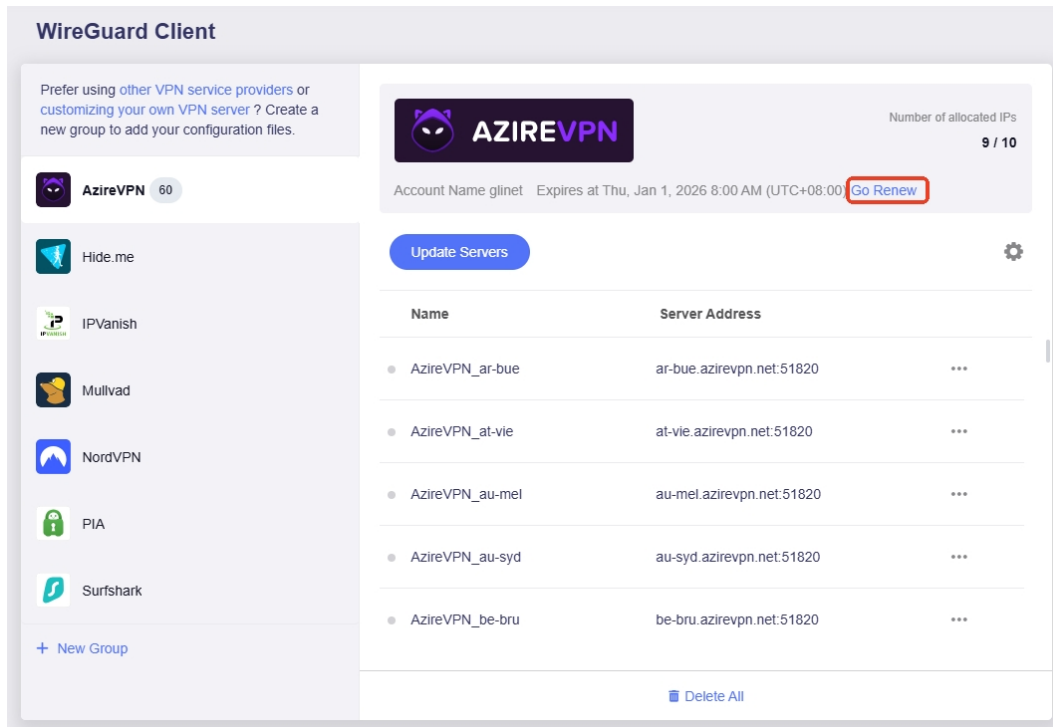 WireGuard Client
Prefer using other VPN service providers or
customizing your own VPN server ? Create a
new group to add your configuration files.
AzireVPN 60
Hide.me
IPVanish
Mullvad
NordVPN
PIA
Surfshark
+ New Group
AZIREVPN
Number of allocated IPs
9 / 10
Account Name glinet Expires at Thu, Jan 1, 2026 8:00 AM (UTC+08:00) Go Renew
Update Servers
Name Server Address
AzireVPN_ar-bue ar-bue.azirevpn.net:51820
AzireVPN_at-vie at-vie.azirevpn.net:51820
AzireVPN_au-mel au-mel.azirevpn.net:51820
AzireVPN_au-syd au-syd.azirevpn.net:51820
AzireVPN_be-bru be-bru.azirevpn.net:51820
Delete All